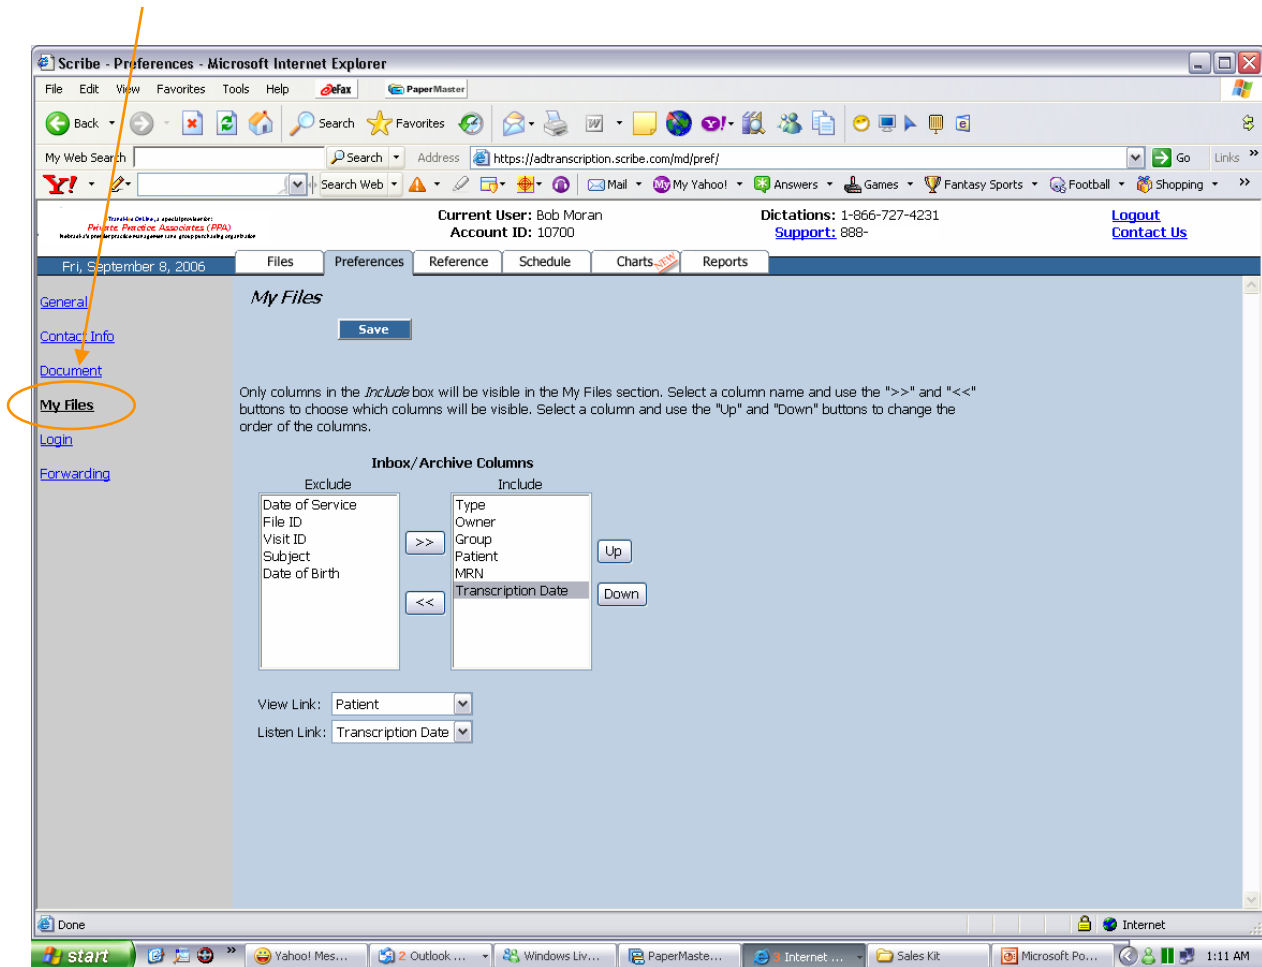 Scribe - Preferences - Microsoft Internet Explorer
File Edit View Favorites Tools Help eFax PaperMaster
Back Search Favorites
My Web Search Search Address https://adtranscription.scribe.com/md/pref/ Go Links »
Y! Search Web Mail My Yahoo! Answers Games Fantasy Sports Football Shopping »
Private Practice Associates (PPA)
Current User: Bob Moran Dictations: 1-866-727-4231 Logout
Account ID: 10700 Support: 888- Contact Us
Fri, September 8, 2006 Files Preferences Reference Schedule Charts NEW Reports
General
Contact Info
Document
My Files
Login
Forwarding
My Files
Save
Only columns in the Include box will be visible in the My Files section. Select a column name and use the ">>" and "<<"
buttons to choose which columns will be visible. Select a column and use the "Up" and "Down" buttons to change the
order of the columns.
Inbox/Archive Columns
Exclude Include
Date of Service Type
File ID Owner
Visit ID Group
Subject Patient
Date of Birth MRN
Transcription Date
>>
<<
Up
Down
View Link: Patient
Listen Link: Transcription Date
Done Internet
start » Yahoo! Mes... 2 Outlook ... Windows Liv... PaperMaste... 3 Internet ... Sales Kit Microsoft Po... 1:11 AM